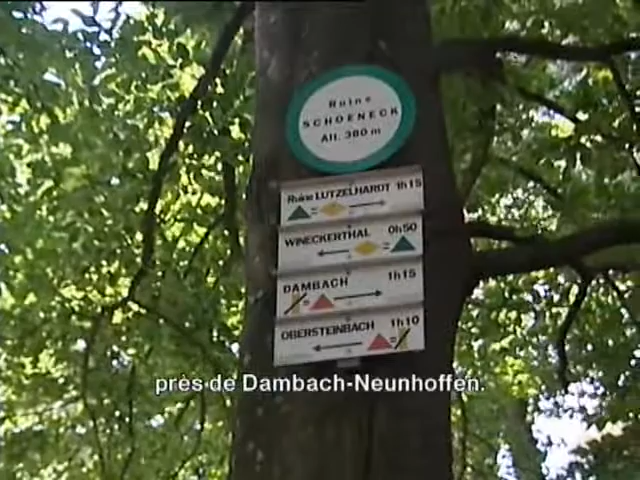 Ruine
SCHOENECK
Alt. 380 m
Ruine LUTZELHARDT 1h15
WINECKERTHAL 0h50
DAMBACH 1h15
OBERSTEINBACH 1h10
près de Dambach-Neunhoffen.